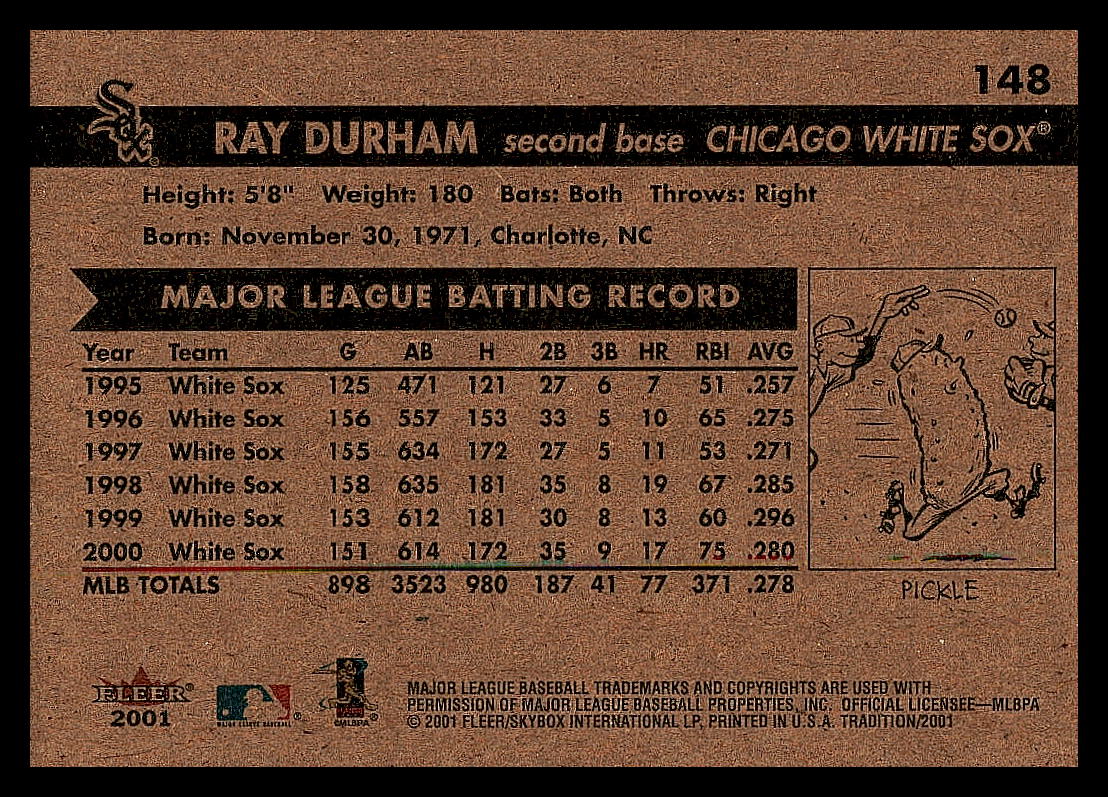 148
Sox
RAY DURHAM second base CHICAGO WHITE SOX®
Height: 5'8" Weight: 180 Bats: Both Throws: Right
Born: November 30, 1971, Charlotte, NC
MAJOR LEAGUE BATTING RECORD
Year Team G AB H 2B 3B HR RBI AVG
1995 White Sox 125 471 121 27 6 7 51 .257
1996 White Sox 156 557 153 33 5 10 65 .275
1997 White Sox 155 634 172 27 5 11 53 .271
1998 White Sox 158 635 181 35 8 19 67 .285
1999 White Sox 153 612 181 30 8 13 60 .296
2000 White Sox 151 614 172 35 9 17 75 .280
MLB TOTALS 898 3523 980 187 41 77 371 .278
PICKLE
FLEER®
2001
MAJOR LEAGUE BASEBALL
®
©MLBPA
MAJOR LEAGUE BASEBALL TRADEMARKS AND COPYRIGHTS ARE USED WITH
PERMISSION OF MAJOR LEAGUE BASEBALL PROPERTIES, INC. OFFICIAL LICENSEE—MLBPA
© 2001 FLEER/SKYBOX INTERNATIONAL LP, PRINTED IN U.S.A. TRADITION/2001